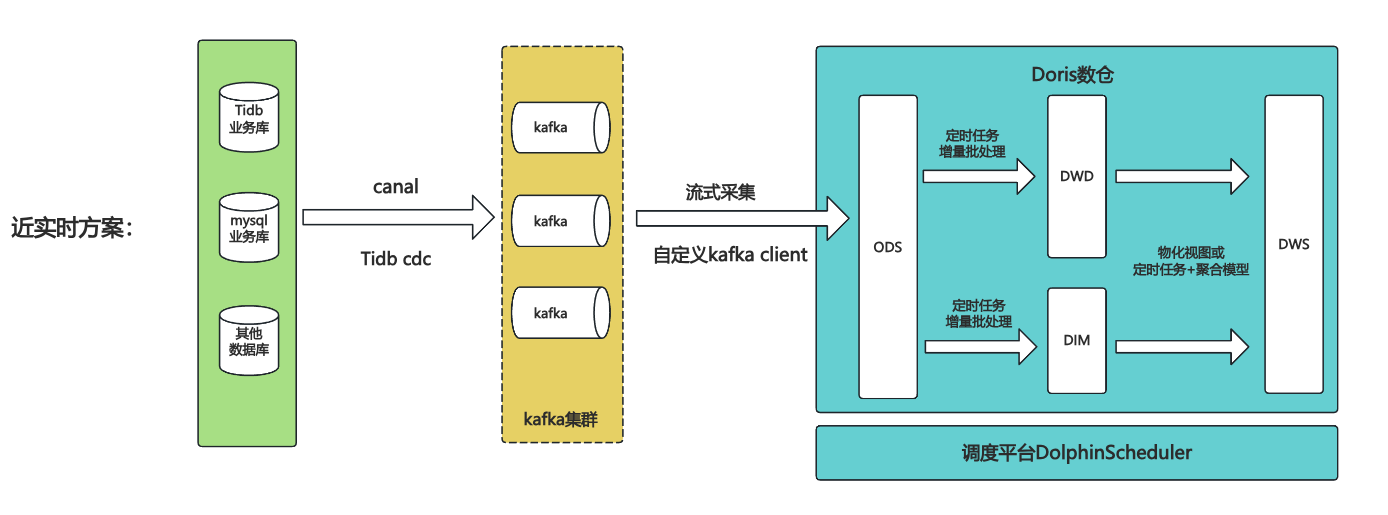 近实时方案：
Tidb
业务库
mysql
业务库
其他
数据库
canal
Tidb cdc
kafka
kafka
kafka
kafka集群
流式采集
自定义kafka client
Doris数仓
ODS
定时任务
增量批处理
定时任务
增量批处理
DWD
DIM
物化视图或
定时任务+聚合模型
DWS
调度平台DolphinScheduler